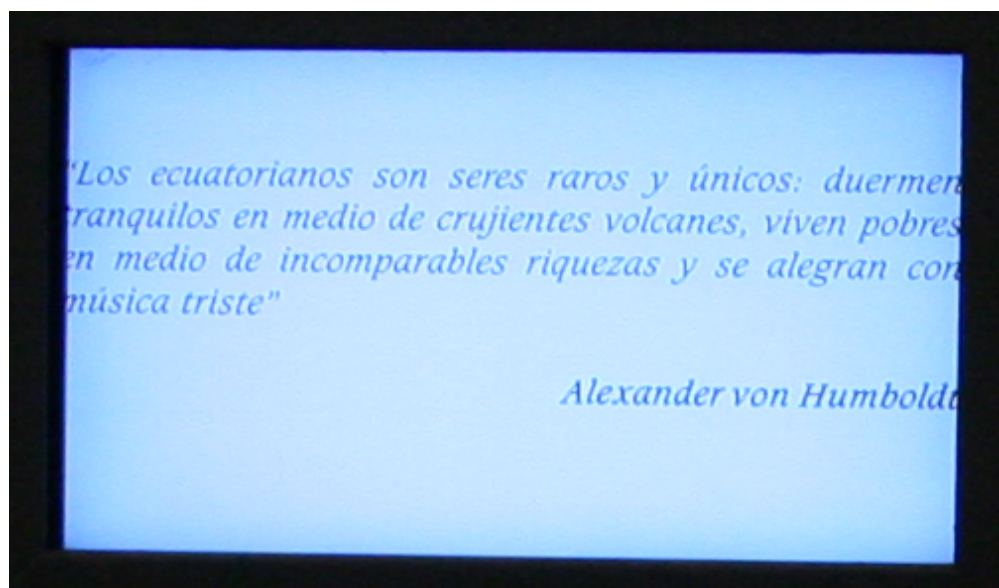 “Los ecuatorianos son seres raros y únicos: duermen
tranquilos en medio de crujientes volcanes, viven pobres
en medio de incomparables riquezas y se alegran con
música triste”
Alexander von Humboldt